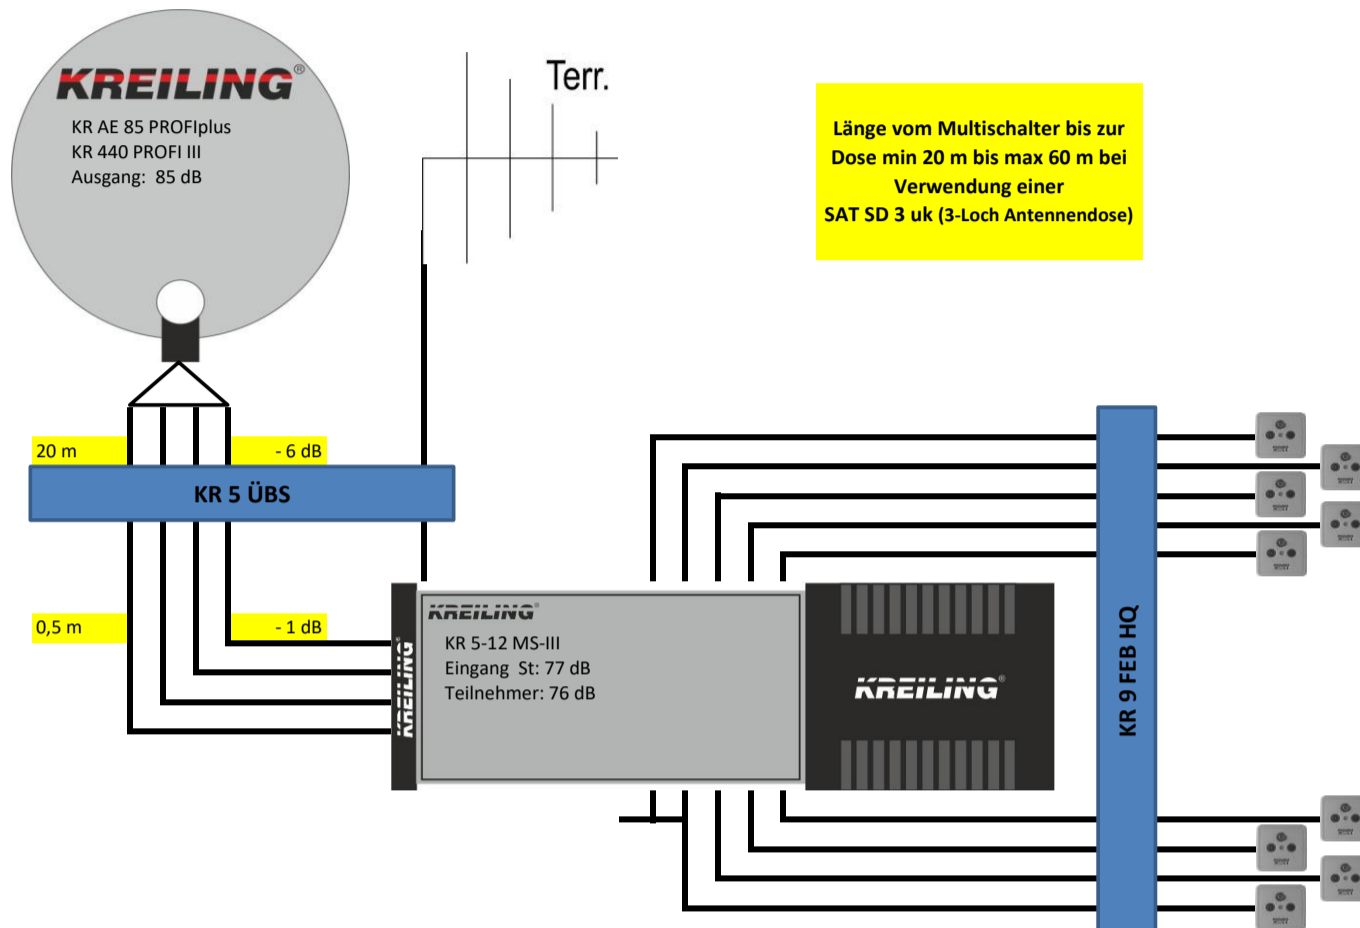 KREILING®
KR AE 85 PROFIplus
KR 440 PROFI III
Ausgang: 85 dB
Terr.
Länge vom Multischalter bis zur
Dose min 20 m bis max 60 m bei
Verwendung einer
SAT SD 3 uk (3-Loch Antennendose)
20 m
- 6 dB
KR 5 ÜBS
0,5 m
- 1 dB
KREILING®
KREILING®
KR 5-12 MS-III
Eingang St: 77 dB
Teilnehmer: 76 dB
KREILING®
KR 9 FEB HQ